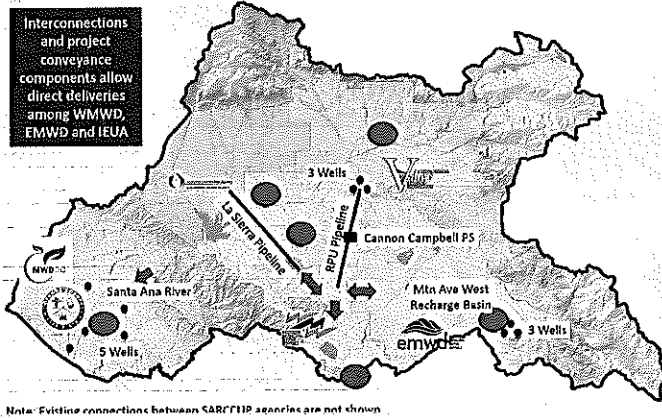 Interconnections
and project
conveyance
components allow
direct deliveries
among WMWD,
EMWD and IEUA
3 Wells
V
La Sierra Pipeline
RPU Pipeline
Cannon Campbell PS
MWDOC
Santa Ana River
Mtn Ave West
Recharge Basin
emwd
3 Wells
5 Wells
Note: Existing connections between SARCCUP agencies are not shown